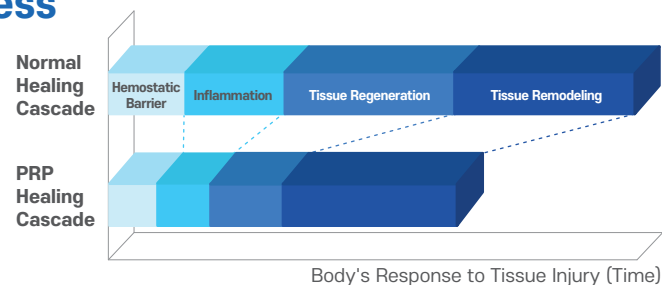 ess
Normal
Healing
Cascade
Hemostatic
Barrier
Inflammation
Tissue Regeneration
Tissue Remodeling
PRP
Healing
Cascade
Body's Response to Tissue Injury (Time)